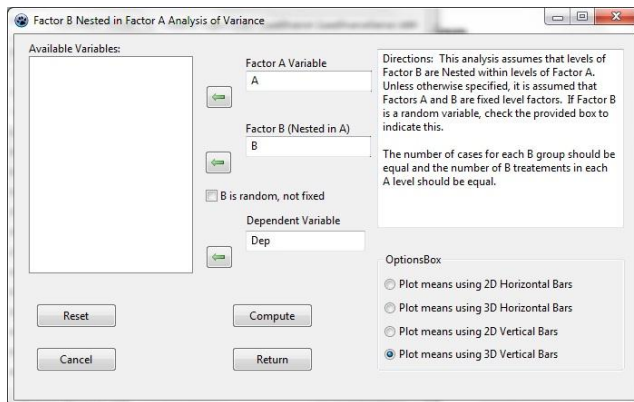 Factor B Nested in Factor A Analysis of Variance
Available Variables:
Factor A Variable
A
Factor B (Nested in A)
B
B is random, not fixed
Dependent Variable
Dep
Directions: This analysis assumes that levels of
Factor B are Nested within levels of Factor A.
Unless otherwise specified, it is assumed that
Factors A and B are fixed level factors. If Factor B
is a random variable, check the provided box to
indicate this.
The number of cases for each B group should be
equal and the number of B treatements in each
A level should be equal.
OptionsBox
Plot means using 2D Horizontal Bars
Plot means using 3D Horizontal Bars
Plot means using 2D Vertical Bars
Plot means using 3D Vertical Bars
Reset
Compute
Cancel
Return